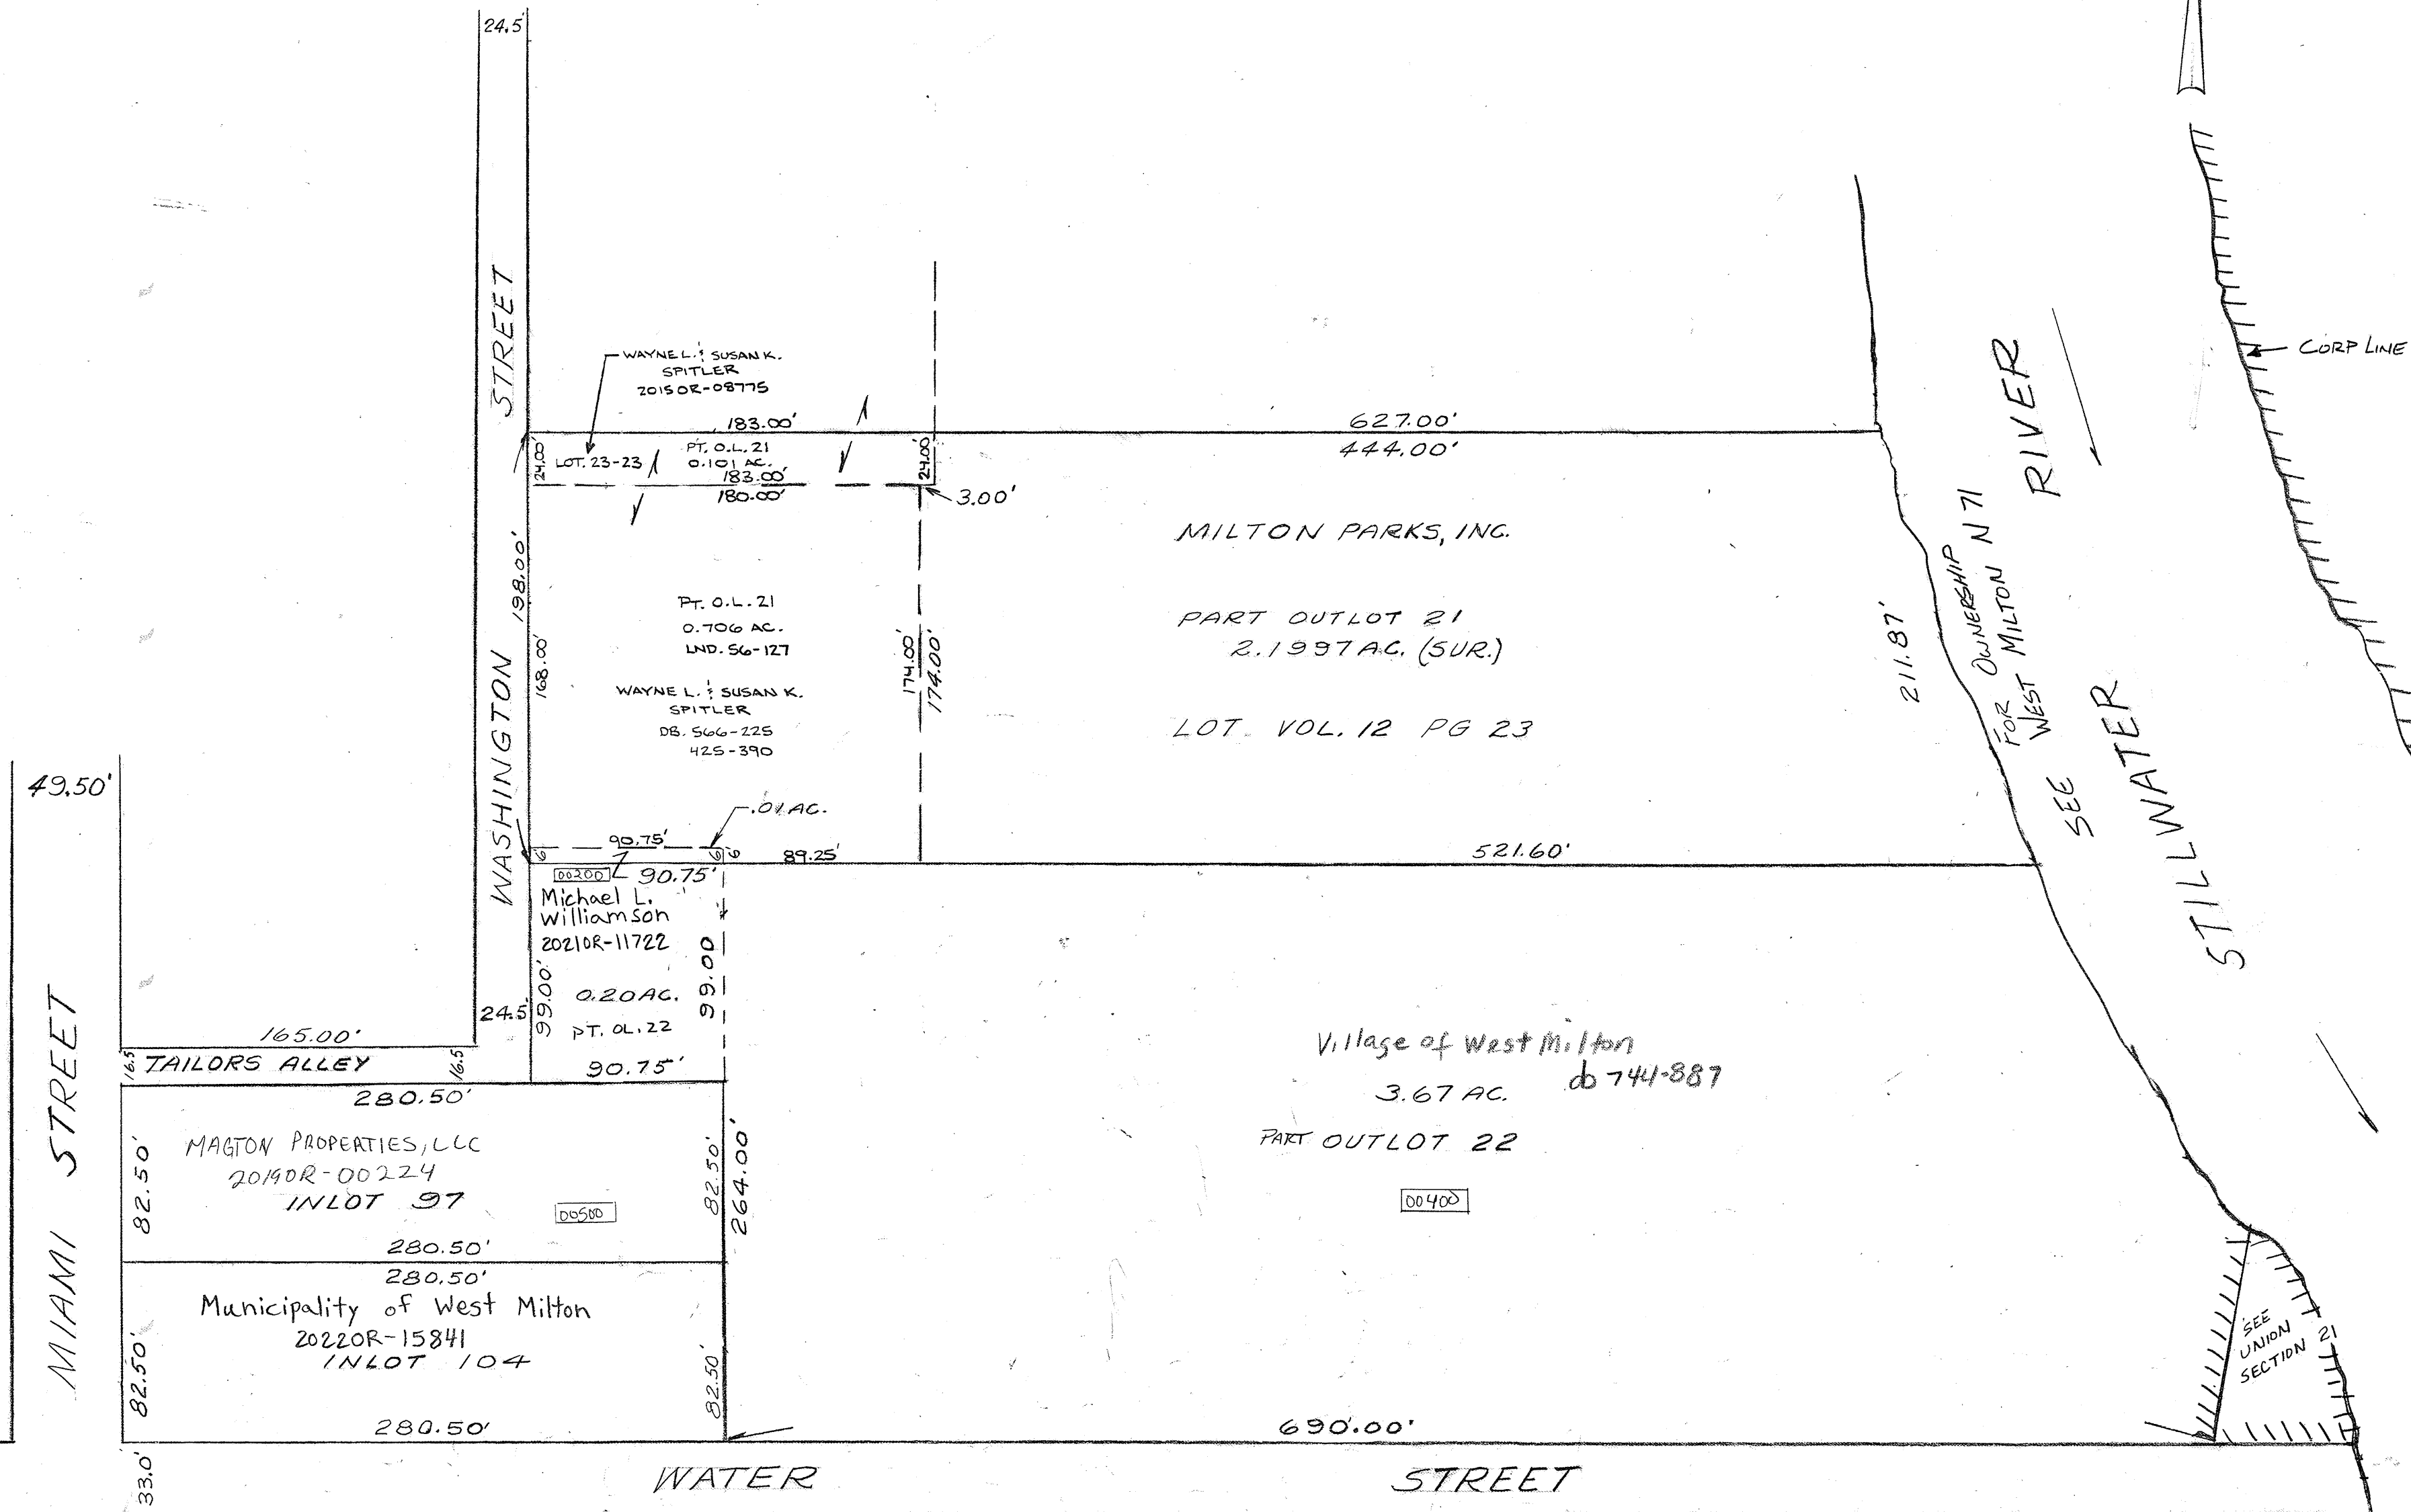 24.5'
STREET
WASHINGTON
WAYNE L. & SUSAN K.
SPITLER
2015OR-08775
183.00'
627.00'
444.00'
24.00'
LOT. 23-23
PT. O.L. 21
0.101 AC.
183.00'
180.00'
24.00'
3.00'
198.00'
168.00'
PT. O.L. 21
0.706 AC.
LND. 56-127
WAYNE L. & SUSAN K.
SPITLER
DB. 566-225
425-390
174.00'
174.00'
MILTON PARKS, INC.
PART OUTLOT 21
2.1997 AC. (SUR.)
LOT. VOL. 12 PG 23
211.87'
FOR OWNERSHIP
WEST MILTON N 71
SEE
STILLWATER RIVER
CORP LINE
.01 AC.
90.75'
6
6
6
89.25'
521.60'
00200
90.75'
Michael L.
Williamson
2021OR-11722
99.00'
99.00
0.20 AC.
PT. OL. 22
90.75'
24.5'
49.50'
MIAMI STREET
165.00'
16.5
TAILORS ALLEY
16.5
280.50'
82.50'
MAGTON PROPERTIES, LLC
2019OR-00224
INLOT 97
00500
82.50'
264.00'
280.50'
280.50'
Municipality of West Milton
2022OR-15841
INLOT 104
82.50'
82.50'
280.50'
Village of West Milton
db 744-887
3.67 AC.
PART OUTLOT 22
00400
SEE
UNION
SECTION 21
690.00'
33.0'
WATER STREET